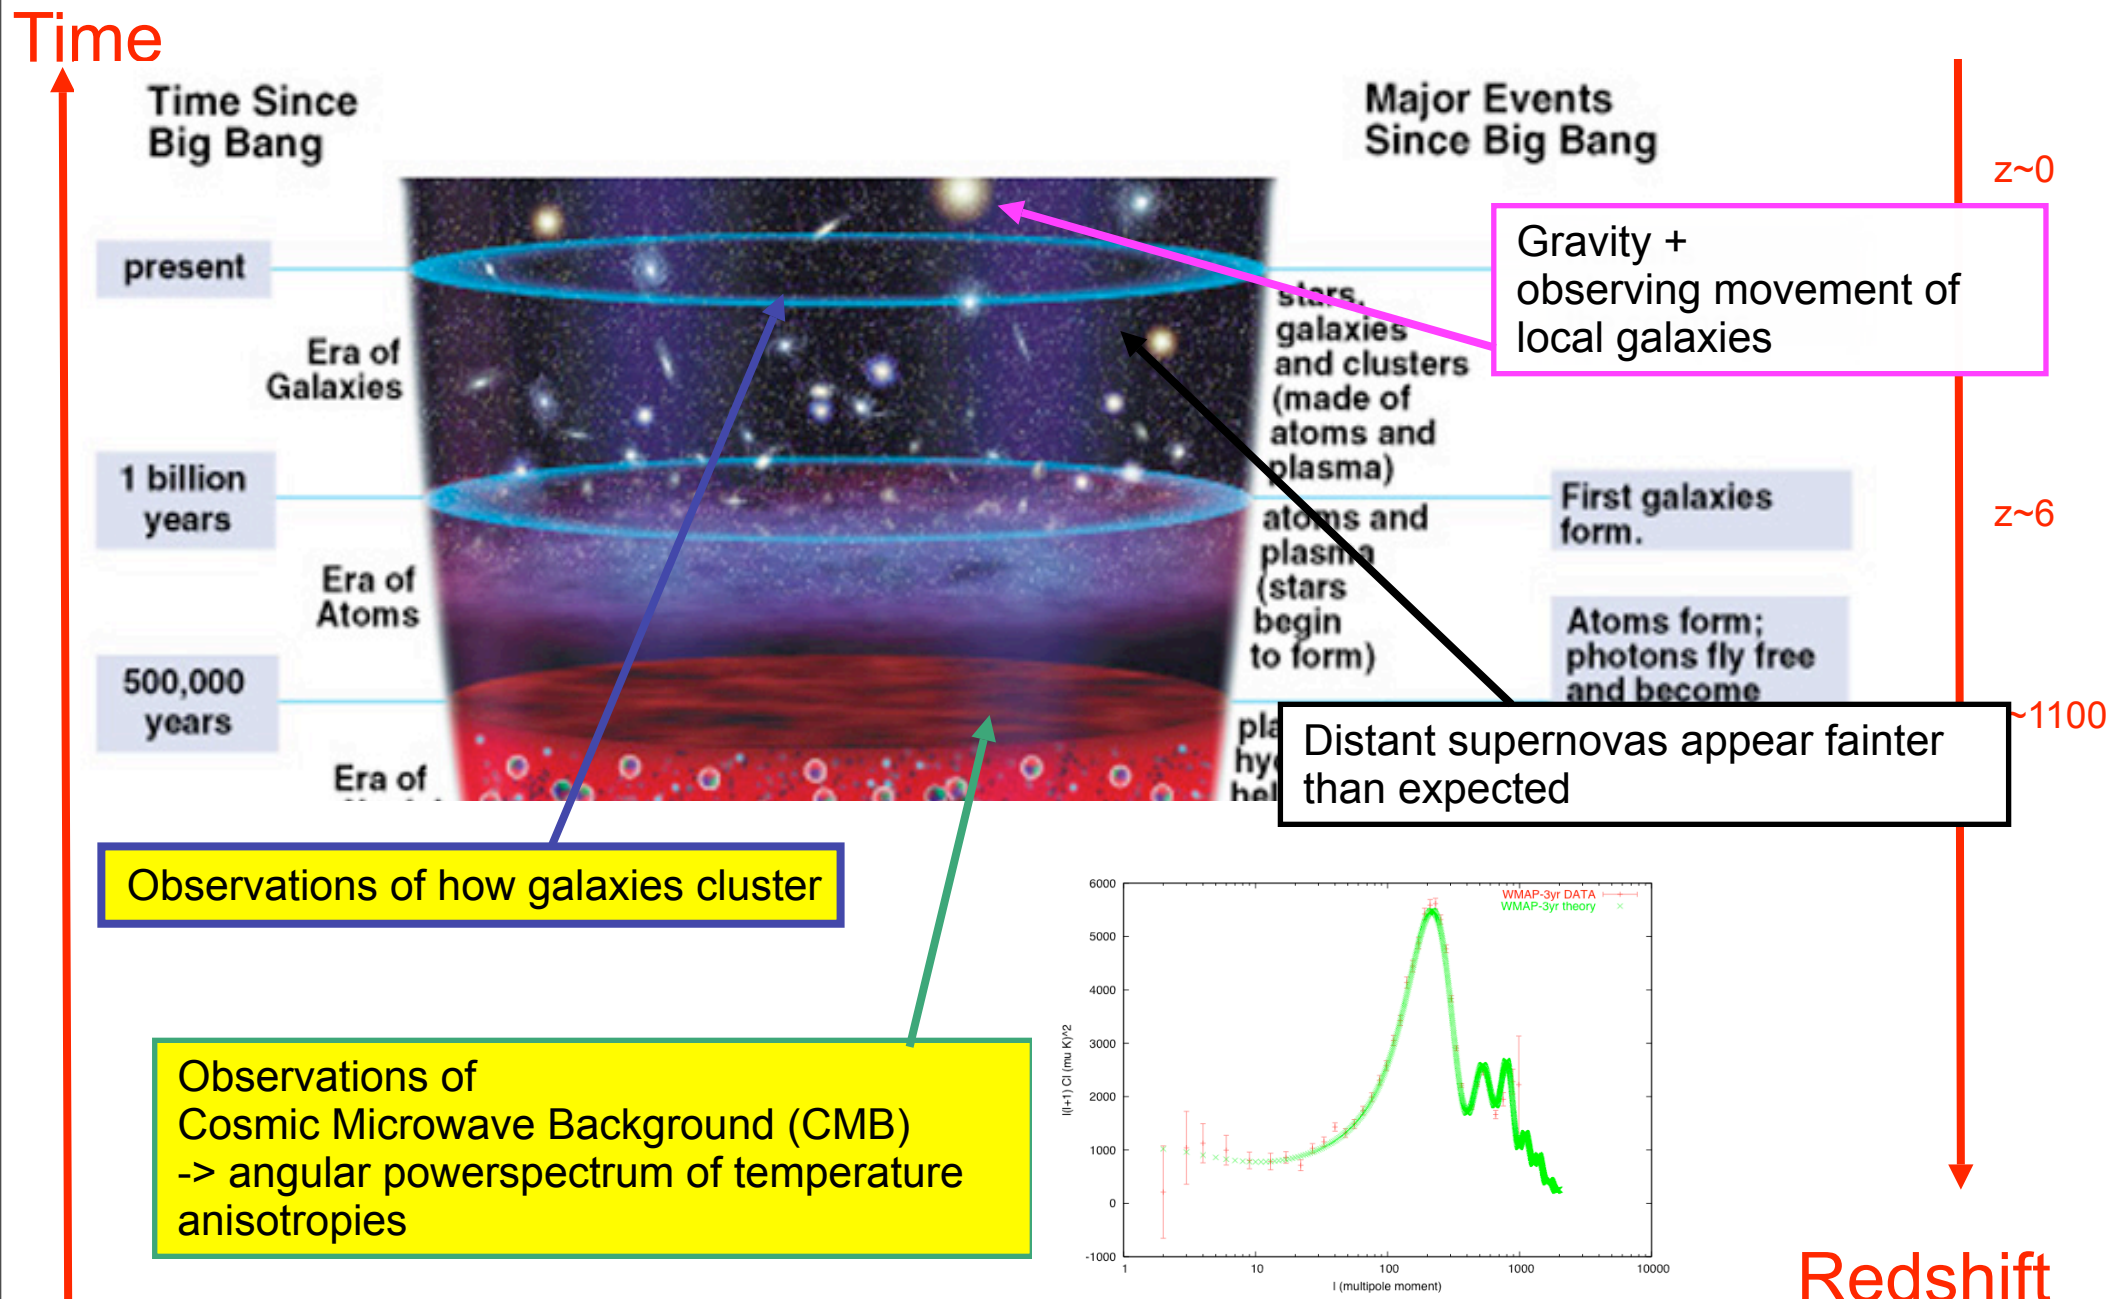 Time
Time Since
Big Bang
Major Events
Since Big Bang
z~0
present
Gravity +
observing movement of
local galaxies
stars,
galaxies
and clusters
(made of
atoms and
plasma)
Era of
Galaxies
1 billion
years
First galaxies
form.
z~6
atoms and
plasma
(stars
begin
to form)
Era of
Atoms
Atoms form;
photons fly free
and become
500,000
years
~1100
Distant supernovas appear fainter
than expected
Era of
Observations of how galaxies cluster
Observations of
Cosmic Microwave Background (CMB)
-> angular powerspectrum of temperature
anisotropies
WMAP-3yr DATA
WMAP-3yr theory
6000
5000
4000
3000
2000
1000
0
-1000
l(l+1) Cl (mu K)^2
1
10
100
1000
10000
l (multipole moment)
Redshift